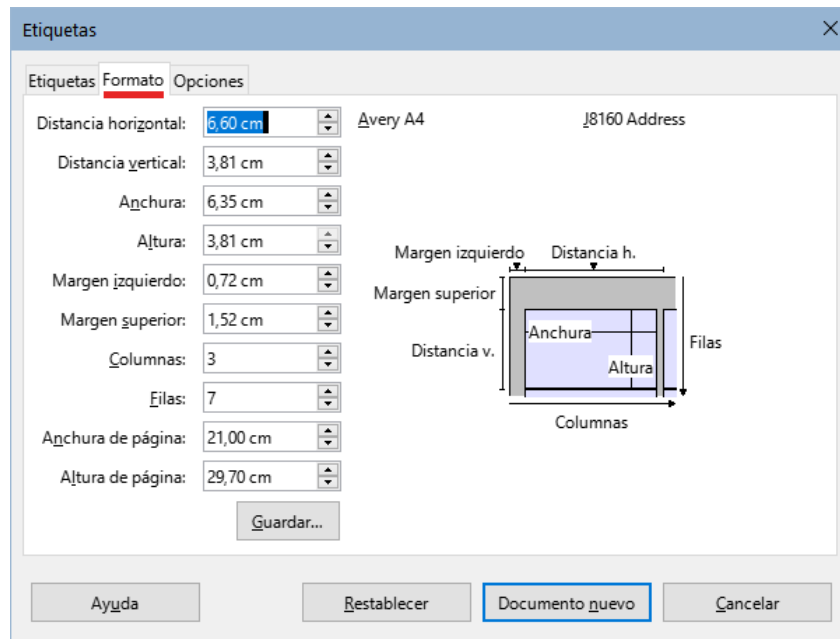 Etiquetas
Etiquetas Formato Opciones
Distancia horizontal: 6,60 cm Avery A4 J8160 Address
Distancia vertical: 3,81 cm
Anchura: 6,35 cm
Altura: 3,81 cm
Margen izquierdo: 0,72 cm
Margen superior: 1,52 cm
Columnas: 3
Filas: 7
Anchura de página: 21,00 cm
Altura de página: 29,70 cm
Guardar...
Margen izquierdo Distancia h.
Margen superior
Anchura
Distancia v.
Filas
Altura
Columnas
Ayuda Restablecer Documento nuevo Cancelar